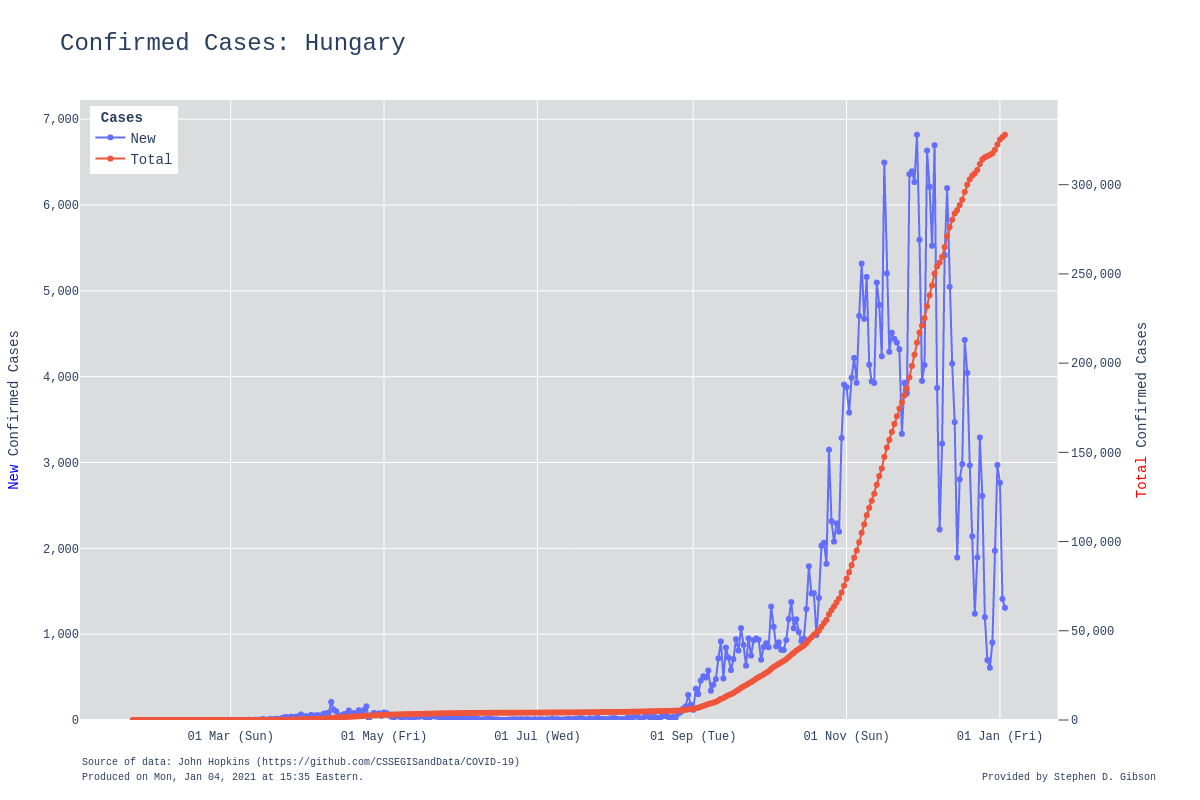 Confirmed Cases: Hungary
Cases
New
Total
7,000
6,000
5,000
4,000
3,000
2,000
1,000
0
300,000
250,000
200,000
150,000
100,000
50,000
0
New Confirmed Cases
Total Confirmed Cases
01 Mar (Sun)
01 May (Fri)
01 Jul (Wed)
01 Sep (Tue)
01 Nov (Sun)
01 Jan (Fri)
Source of data: John Hopkins (https://github.com/CSSEGISandData/COVID-19)
Produced on Mon, Jan 04, 2021 at 15:35 Eastern.
Provided by Stephen D. Gibson